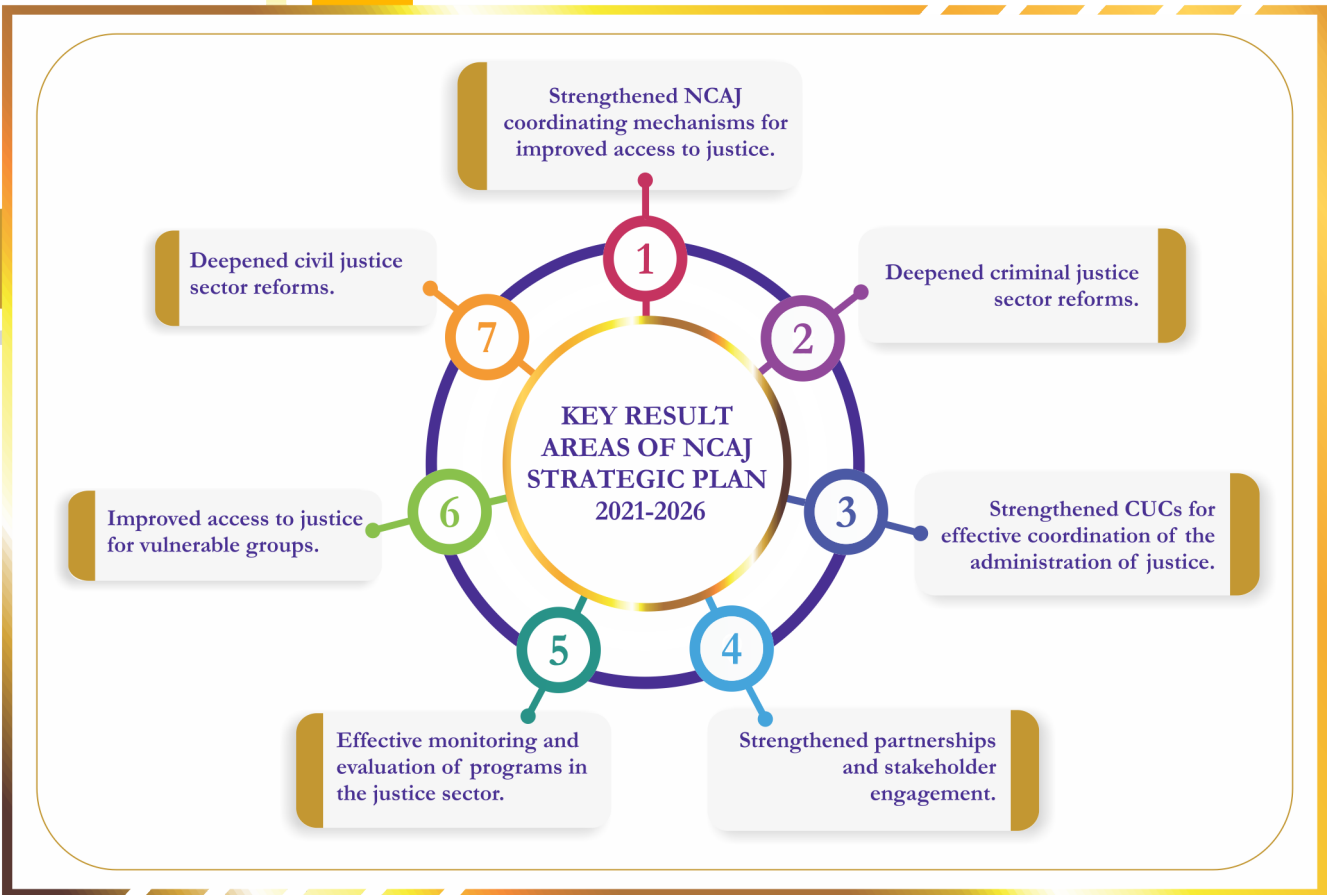 KEY RESULT
AREAS OF NCAJ
STRATEGIC PLAN
2021-2026
1
Strengthened NCAJ
coordinating mechanisms for
improved access to justice.
2
Deepened criminal justice
sector reforms.
3
Strengthened CUCs for
effective coordination of the
administration of justice.
4
Strengthened partnerships
and stakeholder
engagement.
5
Effective monitoring and
evaluation of programs in
the justice sector.
6
Improved access to justice
for vulnerable groups.
7
Deepened civil justice
sector reforms.